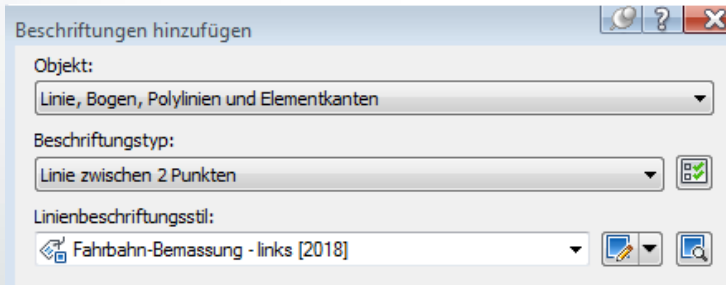 Beschriftungen hinzufügen
Objekt:
Linie, Bogen, Polylinien und Elementkanten
Beschriftungstyp:
Linie zwischen 2 Punkten
Linienbeschriftungsstil:
Fahrbahn-Bemassung - links [2018]